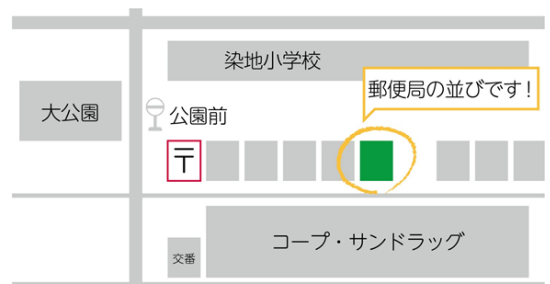 染地小学校
郵便局の並びです!
大公園
公園前
〒
コープ・サンドラッグ
交番